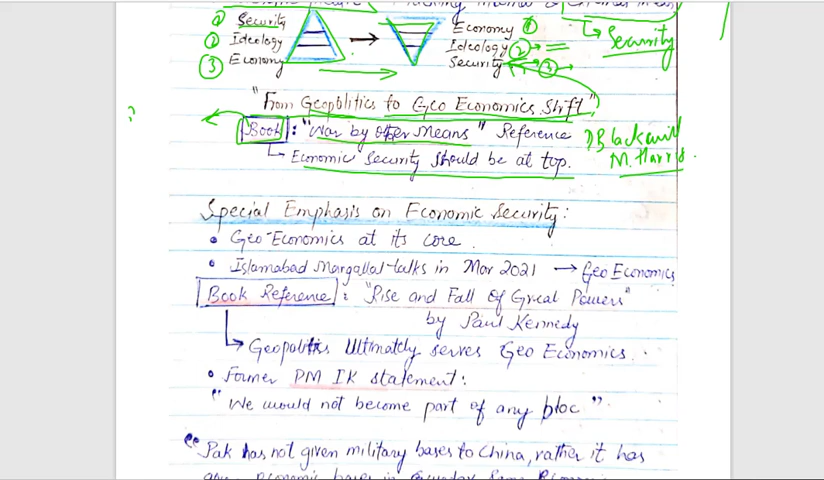 ① Security
② Ideology
③ Economy
Economy ①
Ideology ②
Security ③
Security
"From Geopolitics to Geo Economics Shift"
Book: "War by Other Means" Reference
Economic Security should be at top.
Special Emphasis on Economic Security:
• Geo-Economics at its core.
• Islamabad Margallal talks in Mar 2021 → Geo Economics
Book Reference: "Rise and Fall Of Great Powers"
by Paul Kennedy
Geopolitics Ultimately serves Geo Economics.
• Former PM IK statement:
"We would not become part of any bloc"
"Pak has not given military bases to China, rather it has